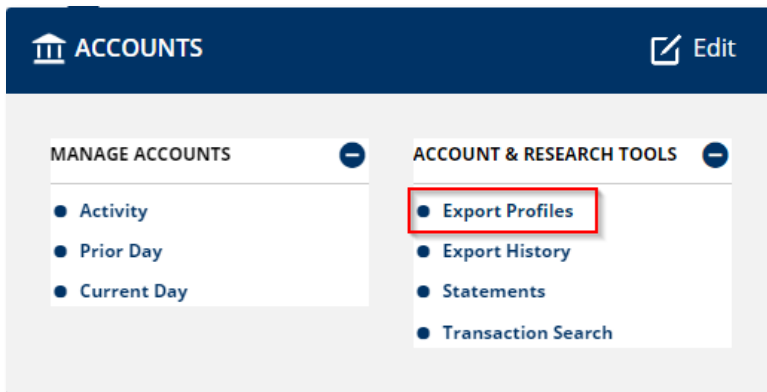 ACCOUNTS
Edit
MANAGE ACCOUNTS
Activity
Prior Day
Current Day
ACCOUNT & RESEARCH TOOLS
Export Profiles
Export History
Statements
Transaction Search